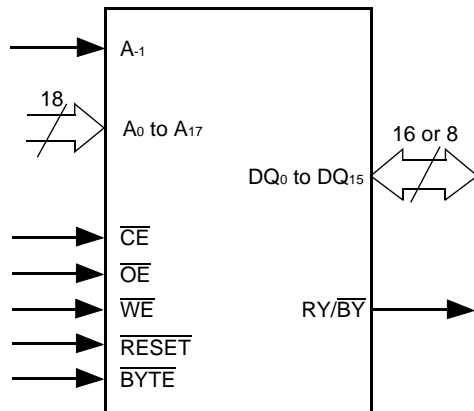 A-1
18
A0 to A17
16 or 8
DQ0 to DQ15
CE
OE
WE
RY/BY
RESET
BYTE